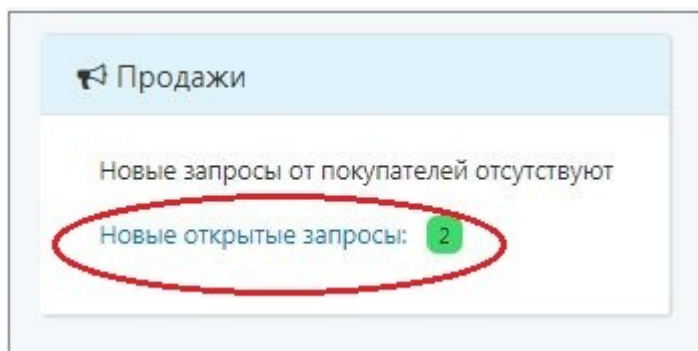 Продажи
Новые запросы от покупателей отсутствуют
Новые открытые запросы: 2